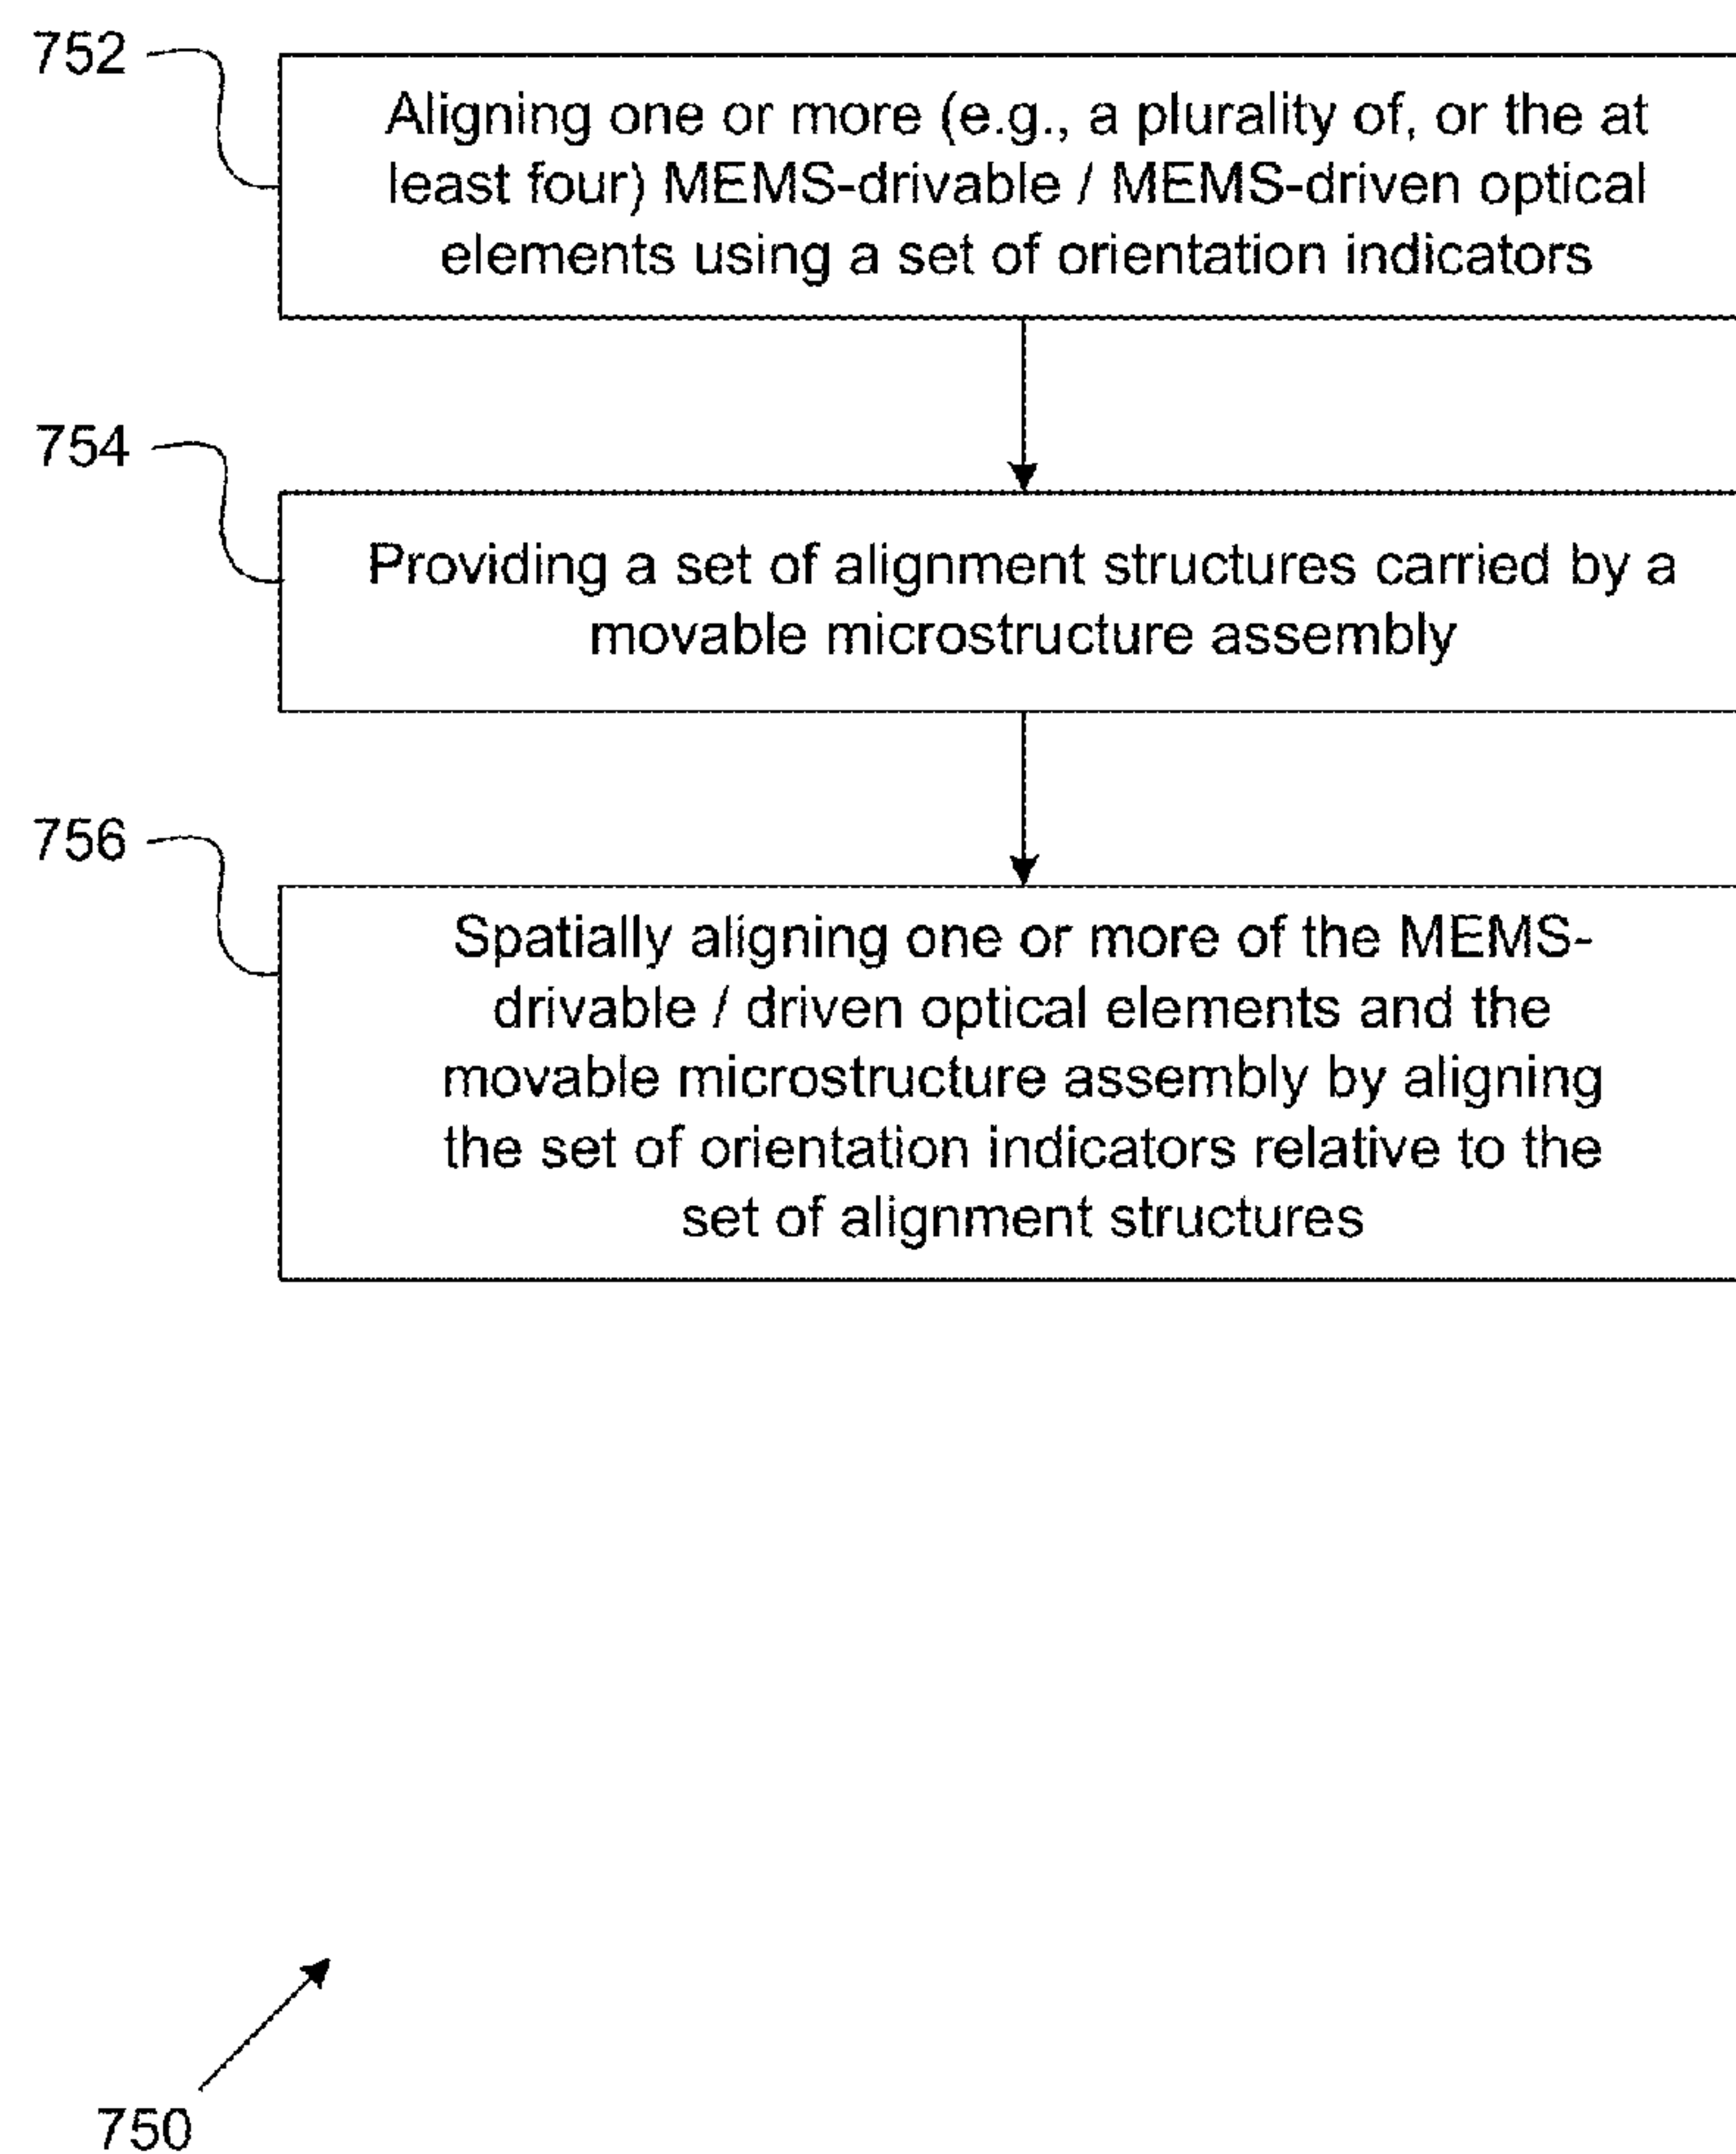 752
Aligning one or more (e.g., a plurality of, or the at
least four) MEMS-drivable / MEMS-driven optical
elements using a set of orientation indicators
754
Providing a set of alignment structures carried by a
movable microstructure assembly
756
Spatially aligning one or more of the MEMS-
drivable / driven optical elements and the
movable microstructure assembly by aligning
the set of orientation indicators relative to the
set of alignment structures
750